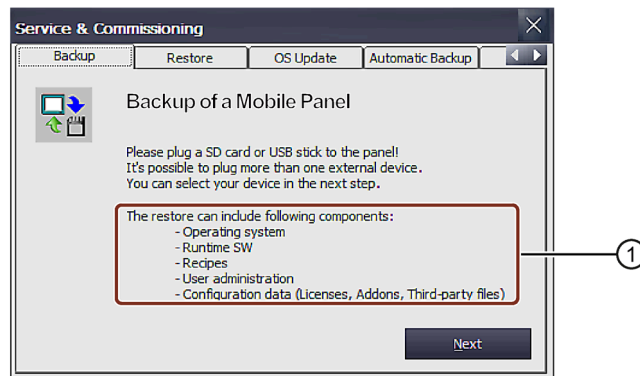 Service & Commissioning
Backup
Restore
OS Update
Automatic Backup
Backup of a Mobile Panel
Please plug a SD card or USB stick to the panel!
It's possible to plug more than one external device.
You can select your device in the next step.
The restore can include following components:
- Operating system
- Runtime SW
- Recipes
- User administration
- Configuration data (Licenses, Addons, Third-party files)
1
Next